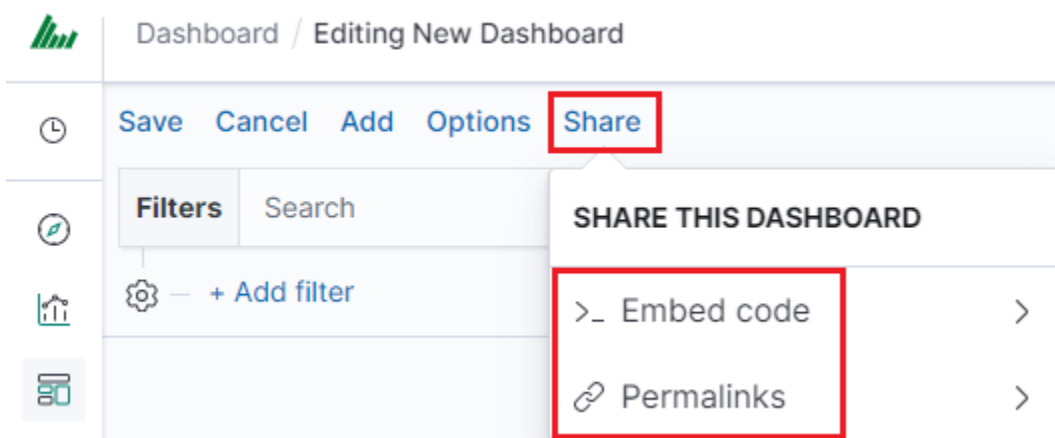 Dashboard / Editing New Dashboard
Save Cancel Add Options Share
Filters Search
SHARE THIS DASHBOARD
+ Add filter
>_ Embed code
Permalinks